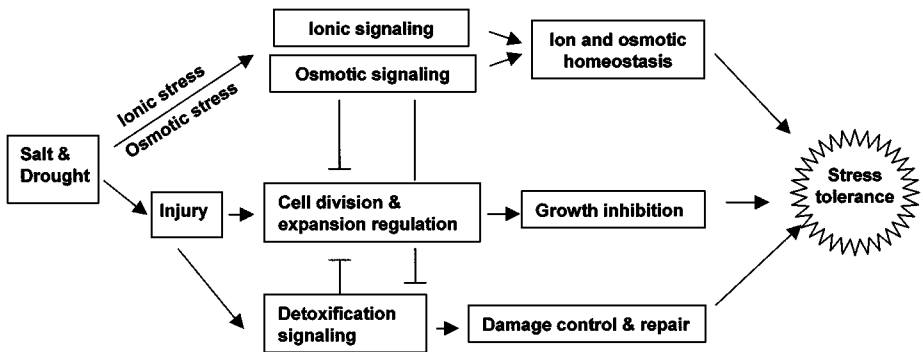 Ionic signaling
Osmotic signaling
Ion and osmotic
homeostasis
Ionic stress
Osmotic stress
Salt &
Drought
Injury
Cell division &
expansion regulation
Growth inhibition
Stress
tolerance
Detoxification
signaling
Damage control & repair